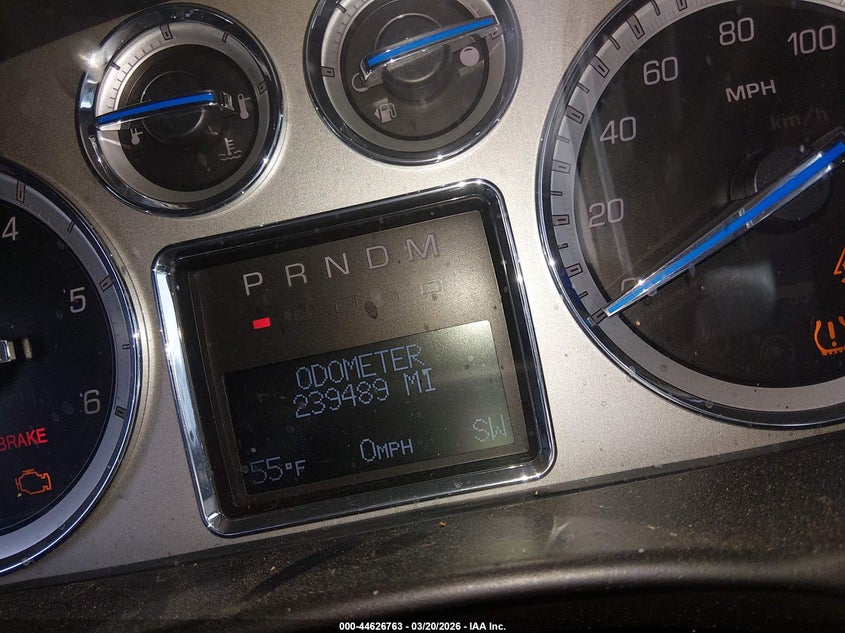 80
100
60
MPH
km/h
40
20
0
4
5
6
P R N D M
ODOMETER
239489 MI
55°F
0MPH
SW
BRAKE
000-44626763 - 03/20/2026 - IAA Inc.